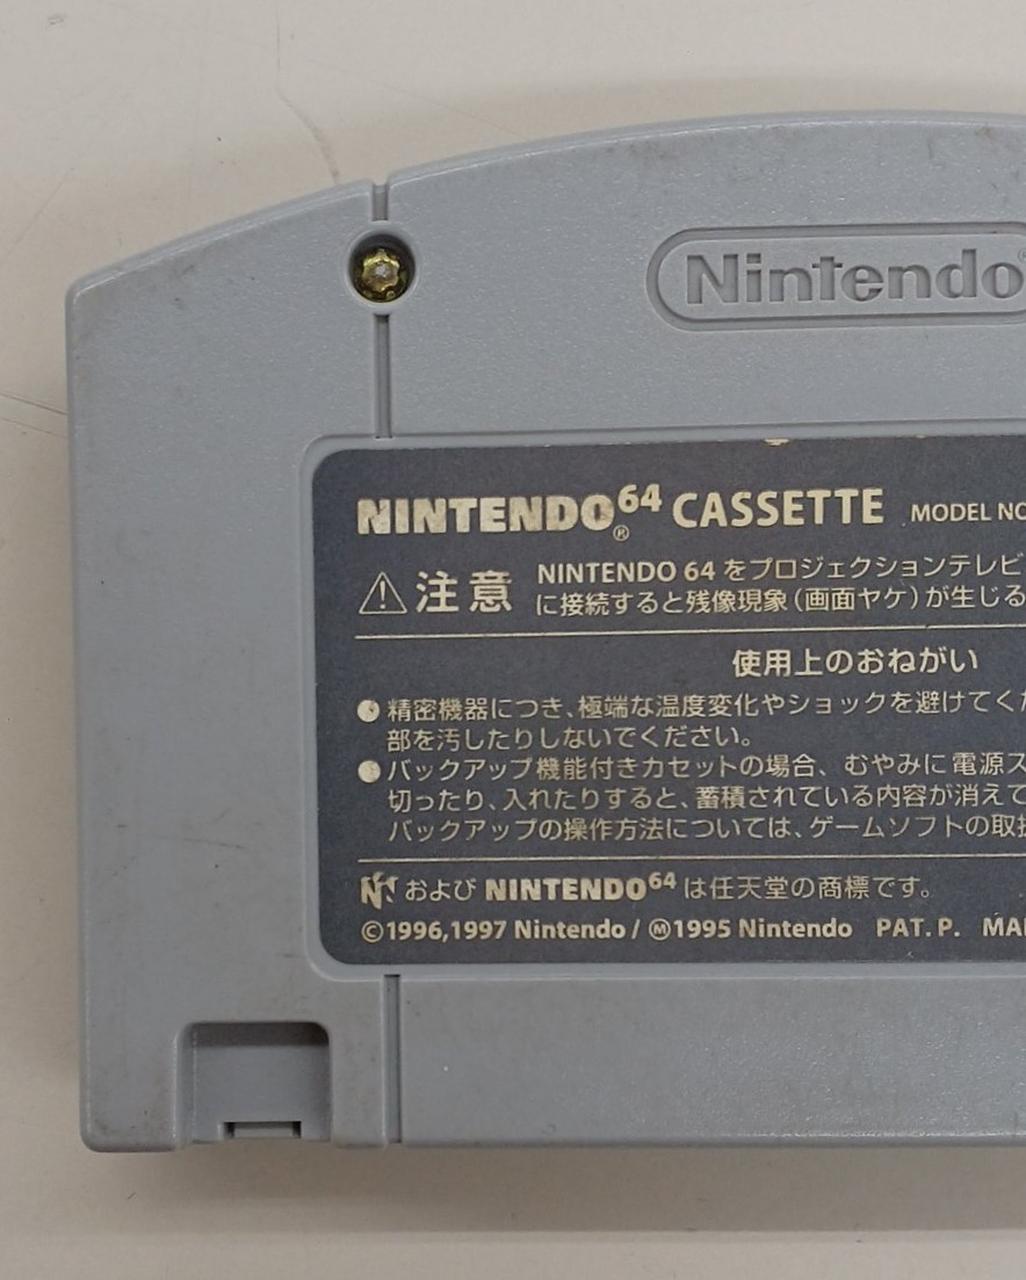 Nintendo®
NINTENDO64® CASSETTE MODEL NO
⚠注意 NINTENDO 64 をプロジェクションテレビ
に接続すると残像現象(画面ヤケ)が生じる
使用上のおねがい
●精密機器につき、極端な温度変化やショックを避けてくだ
部を汚したりしないでください。
●バックアップ機能付きカセットの場合、むやみに電源ス
切ったり、入れたりすると、蓄積されている内容が消えて
バックアップの操作方法については、ゲームソフトの取扱
および NINTENDO64 は任天堂の商標です。
©1996,1997 Nintendo / Ⓜ1995 Nintendo PAT. P. MA